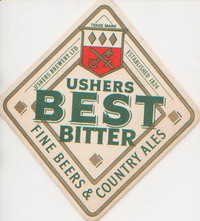 TRADE MARK
USHERS BREWERY LTD
ESTABLISHED 1824
USHERS
BEST
BITTER
FINE BEERS & COUNTRY ALES